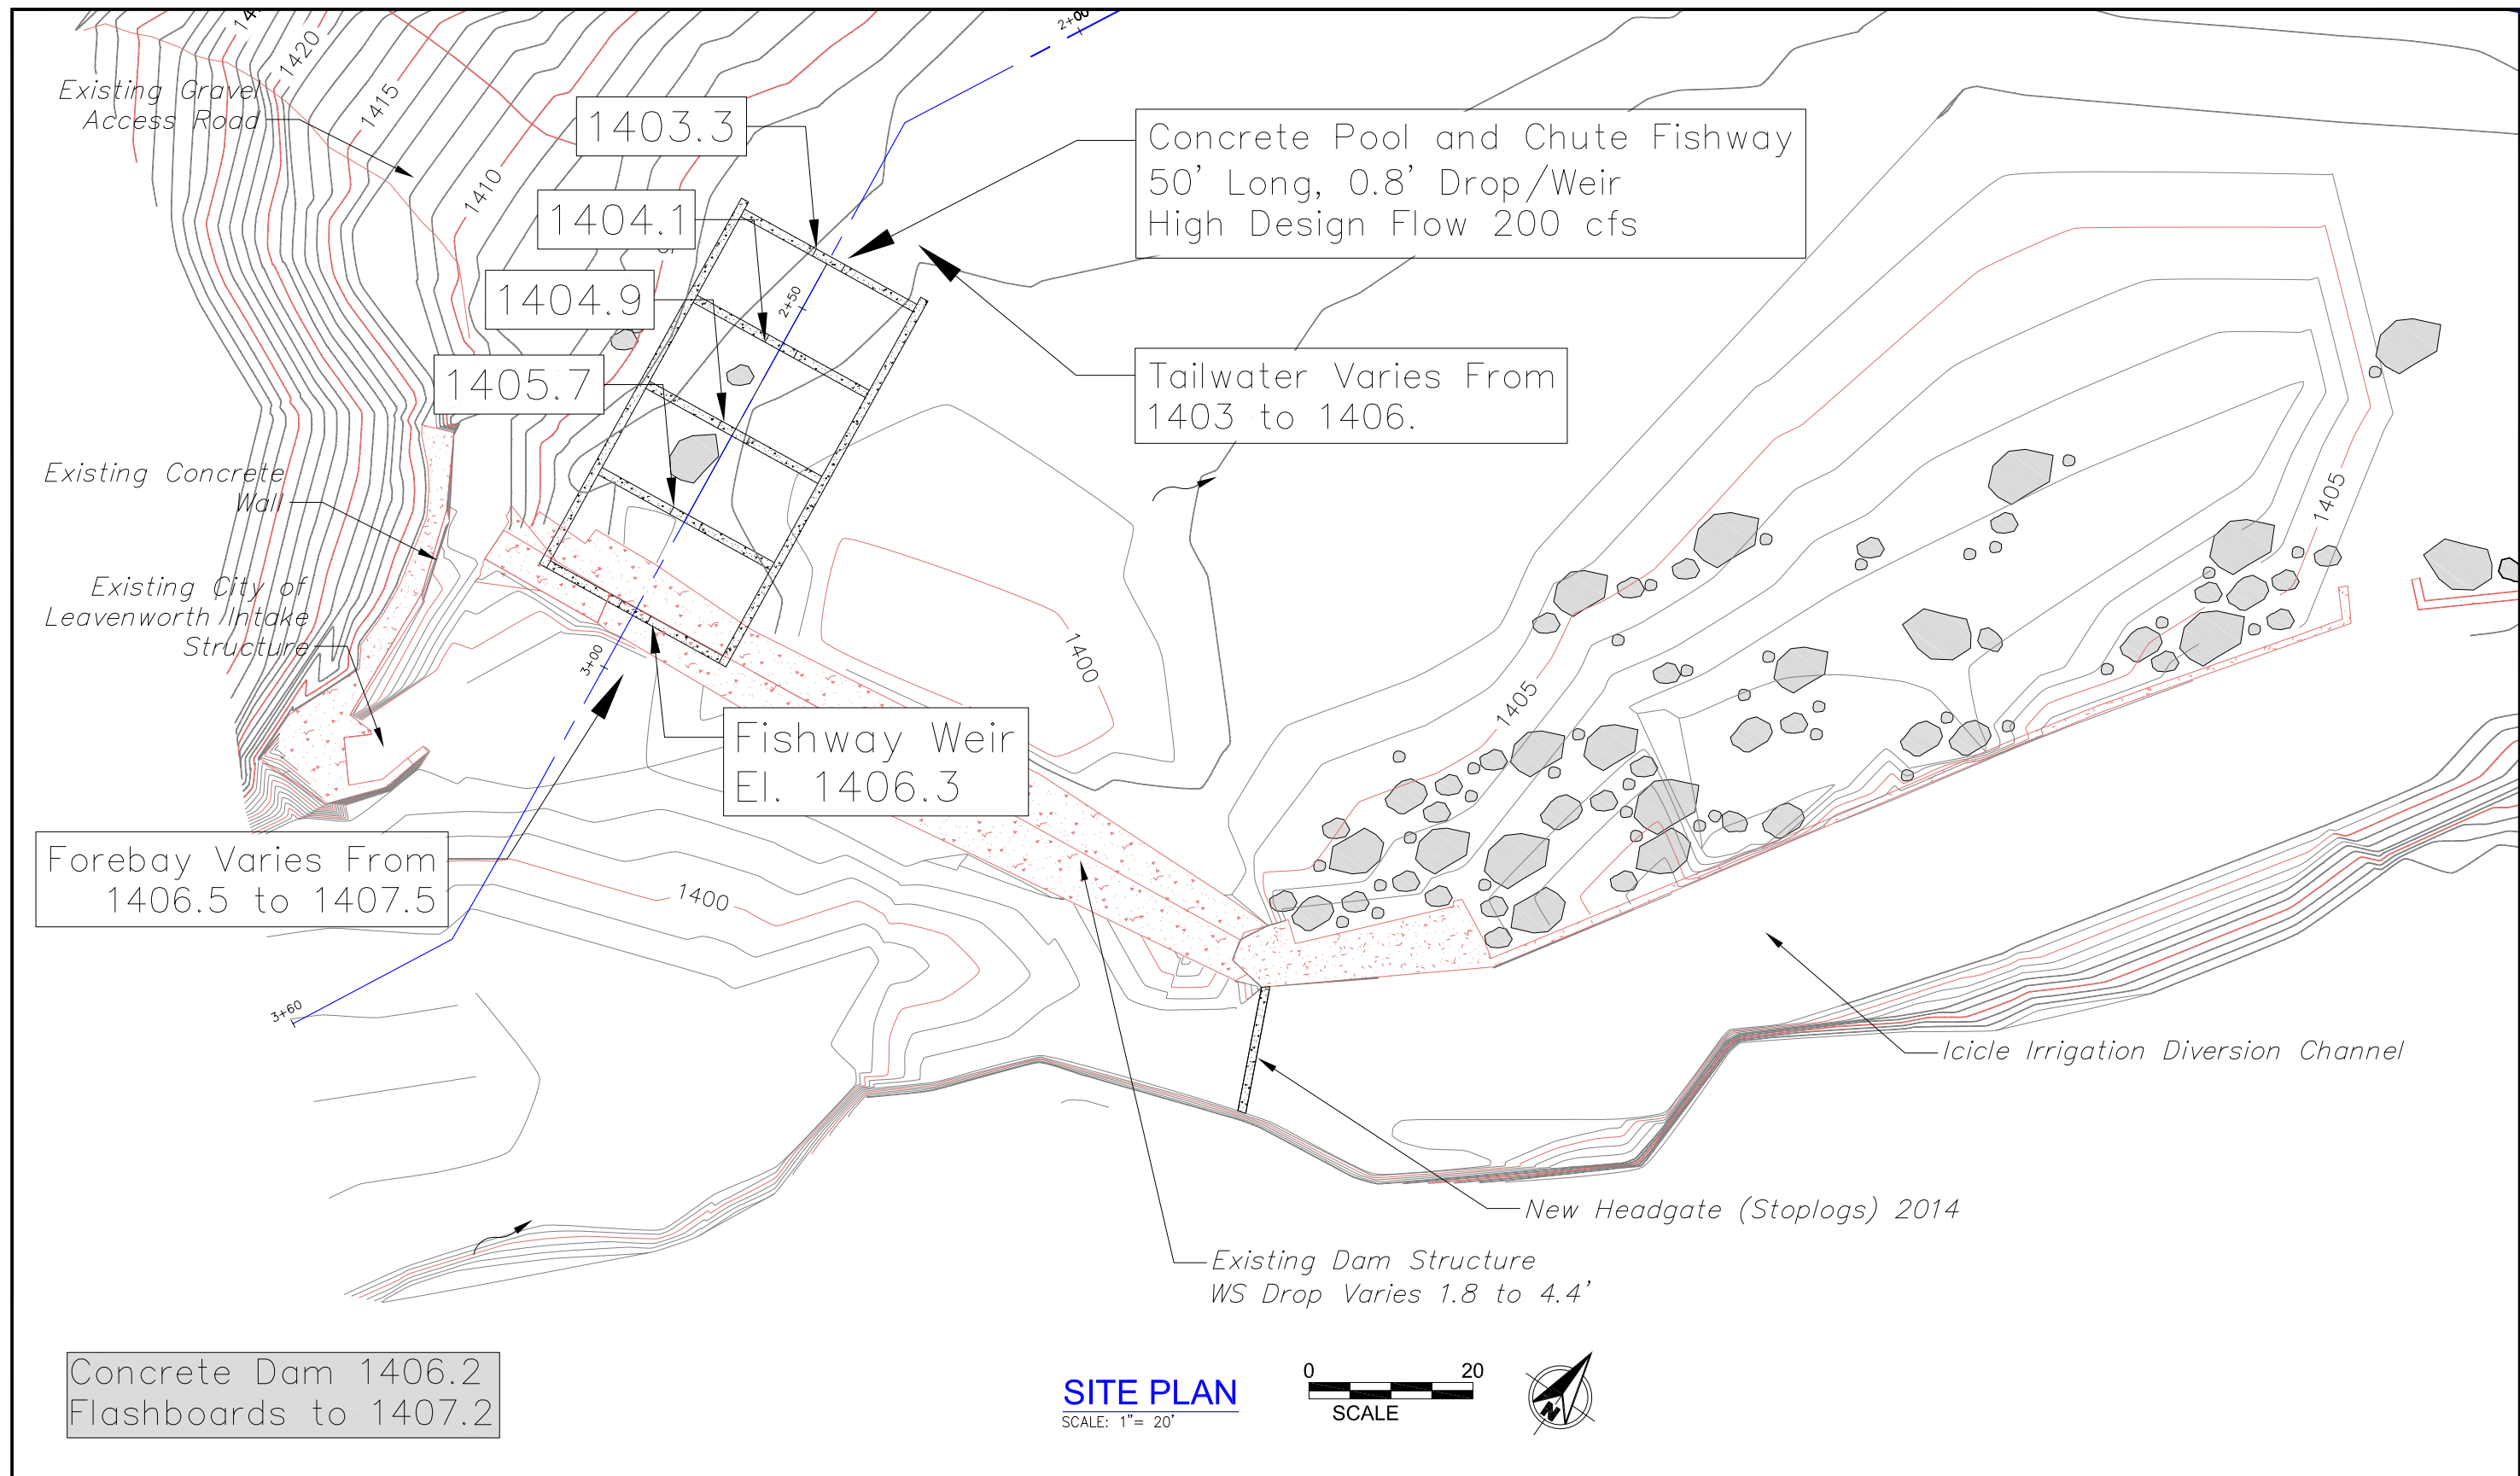 2+00
1420
Existing Gravel
Access Road
1415
1410
1403.3
1404.1
1404.9
1405.7
2+50
Concrete Pool and Chute Fishway
50' Long, 0.8' Drop/Weir
High Design Flow 200 cfs
Tailwater Varies From
1403 to 1406.
Existing Concrete
Wall
Existing City of
Leavenworth Intake
Structure
3+00
1400
1405
1405
Fishway Weir
El. 1406.3
Forebay Varies From
1406.5 to 1407.5
1400
3+60
Icicle Irrigation Diversion Channel
New Headgate (Stoplogs) 2014
Existing Dam Structure
WS Drop Varies 1.8 to 4.4'
Concrete Dam 1406.2
Flashboards to 1407.2
SITE PLAN
SCALE: 1"= 20'
0 20
SCALE
N